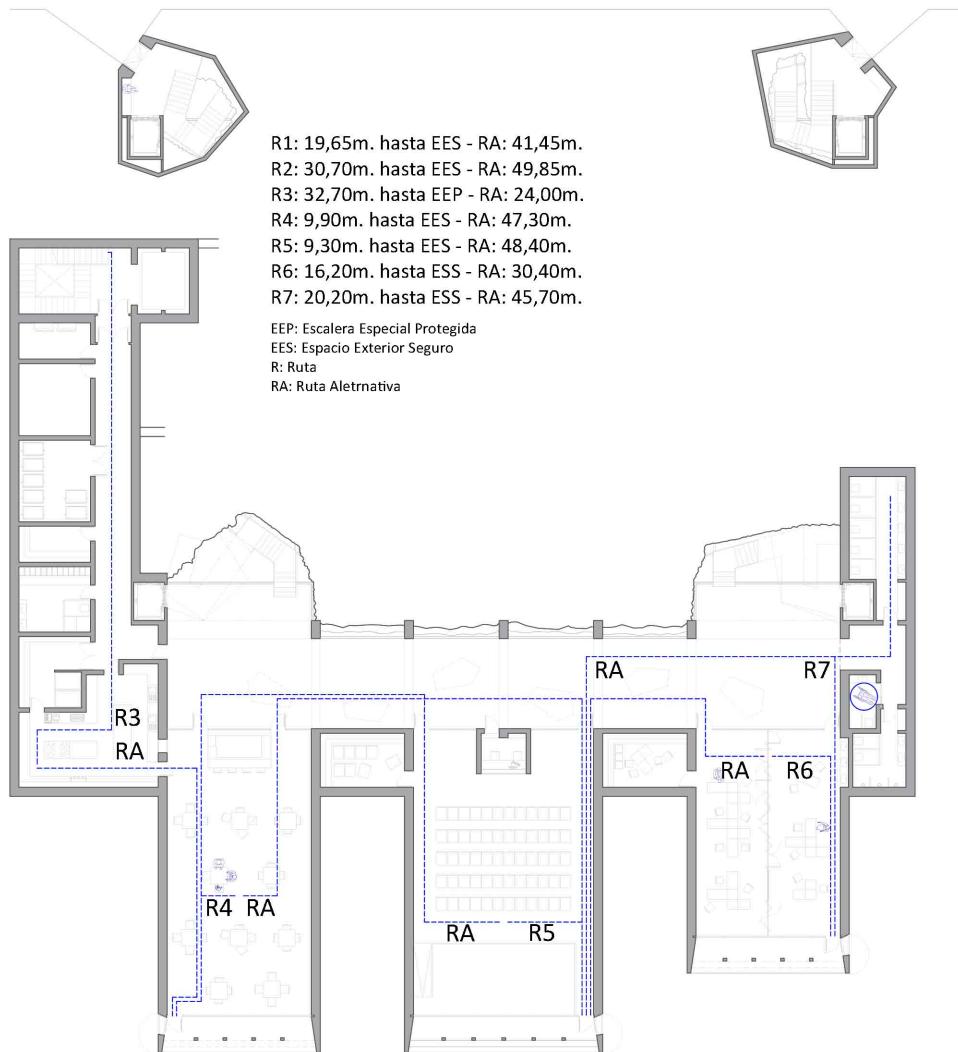 R1: 19,65m. hasta EES - RA: 41,45m.
R2: 30,70m. hasta EES - RA: 49,85m.
R3: 32,70m. hasta EEP - RA: 24,00m.
R4: 9,90m. hasta EES - RA: 47,30m.
R5: 9,30m. hasta EES - RA: 48,40m.
R6: 16,20m. hasta ESS - RA: 30,40m.
R7: 20,20m. hasta ESS - RA: 45,70m.
EEP: Escalera Especial Protegida
EES: Espacio Exterior Seguro
R: Ruta
RA: Ruta Aletrnativa
RA R7
R3
RA
RA R6
R4 RA
RA R5